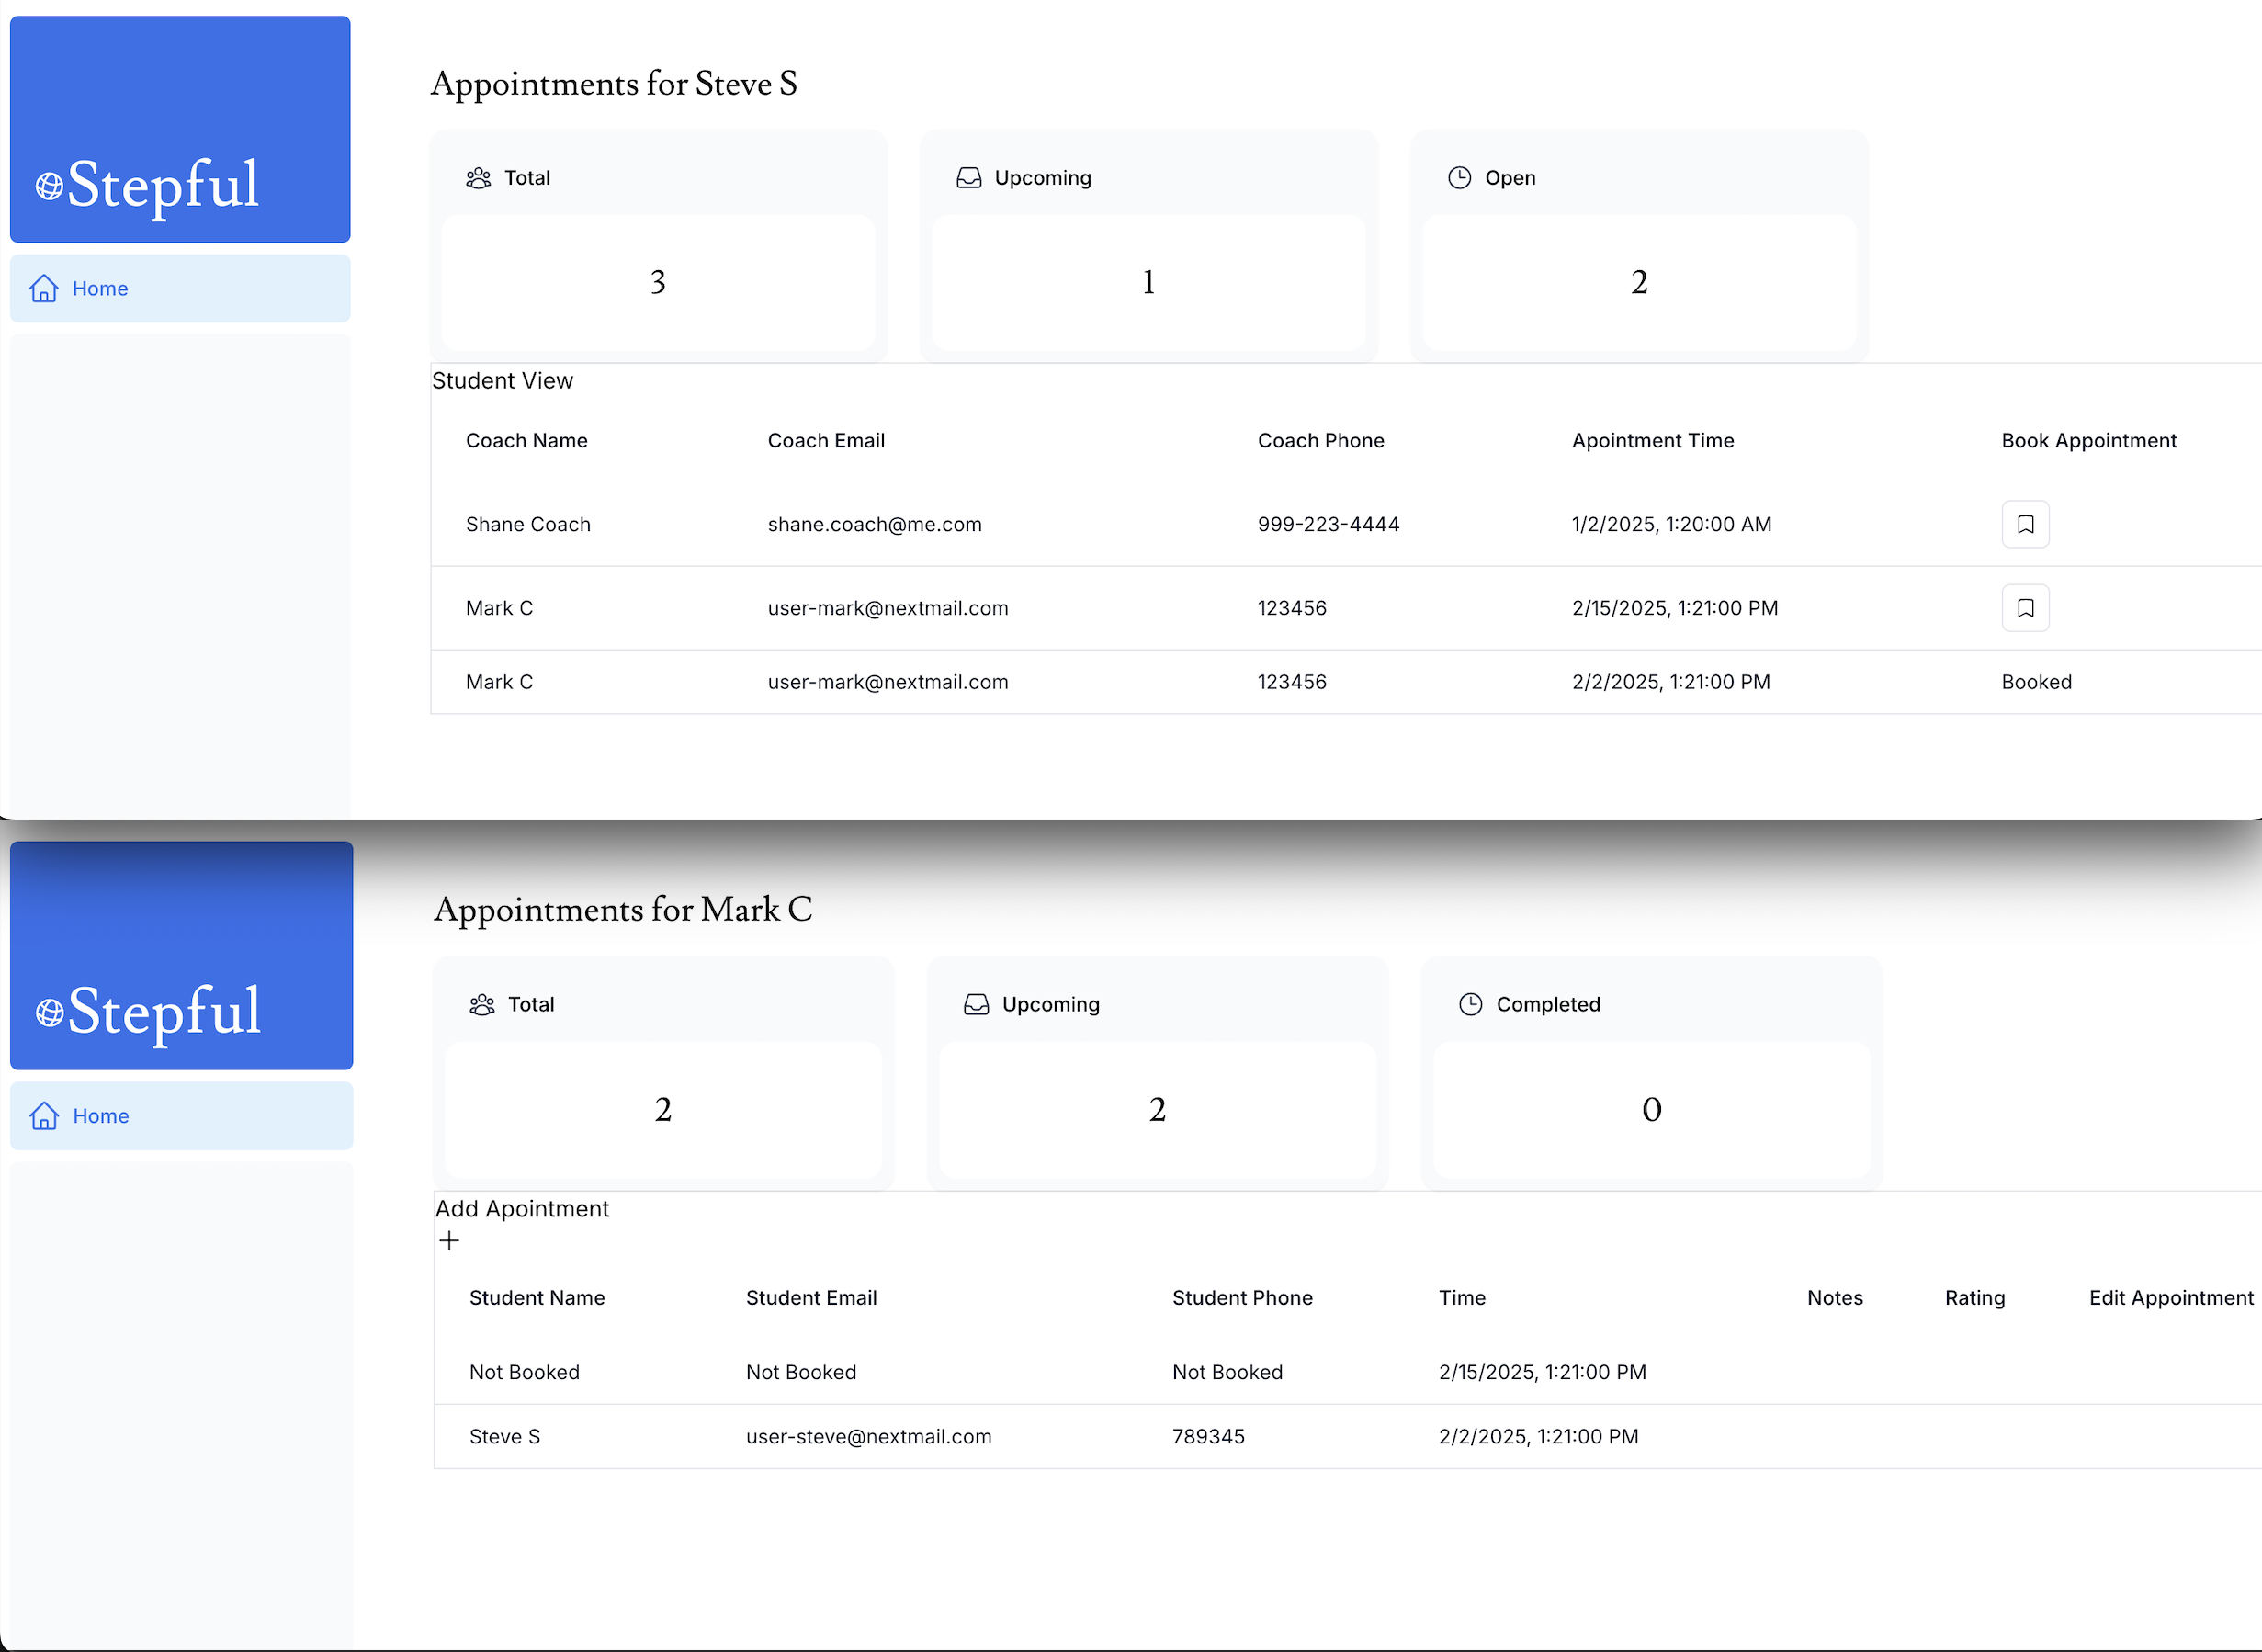 Stepful
Home
Appointments for Steve S
Total
Upcoming
Open
3
1
2
Student View
Coach Name Coach Email Coach Phone Apointment Time Book Appointment
Shane Coach shane.coach@me.com 999-223-4444 1/2/2025, 1:20:00 AM
Mark C user-mark@nextmail.com 123456 2/15/2025, 1:21:00 PM
Mark C user-mark@nextmail.com 123456 2/2/2025, 1:21:00 PM Booked
Stepful
Home
Appointments for Mark C
Total
Upcoming
Completed
2
2
0
Add Apointment
+
Student Name Student Email Student Phone Time Notes Rating Edit Appointment
Not Booked Not Booked Not Booked 2/15/2025, 1:21:00 PM
Steve S user-steve@nextmail.com 789345 2/2/2025, 1:21:00 PM